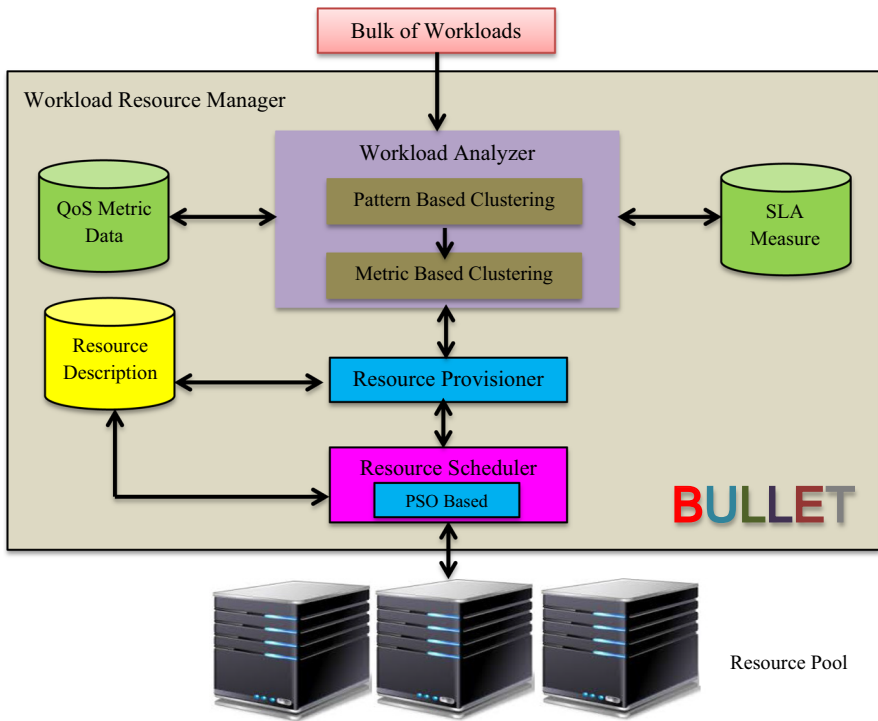 Bulk of Workloads
Workload Resource Manager
Workload Analyzer
Pattern Based Clustering
Metric Based Clustering
QoS Metric
Data
SLA
Measure
Resource
Description
Resource Provisioner
Resource Scheduler
PSO Based
BULLET
Resource Pool